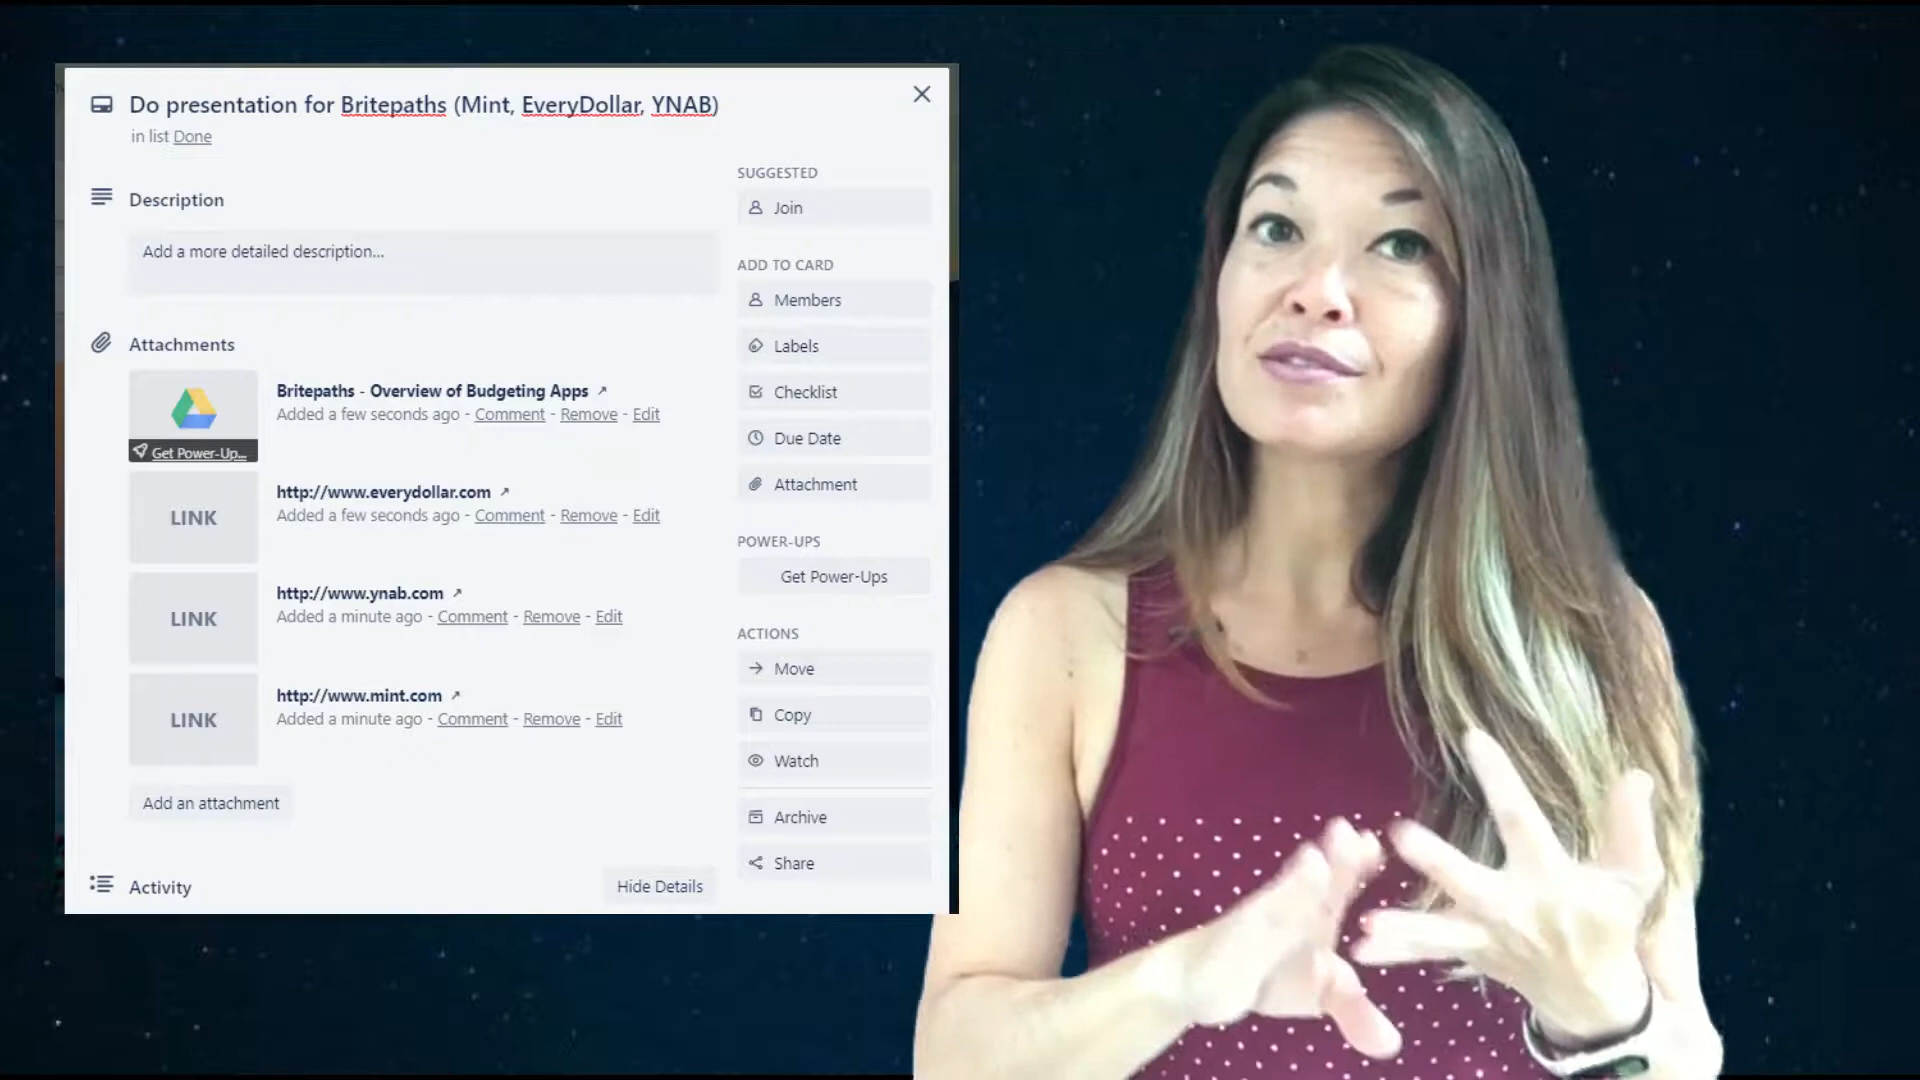 Do presentation for Britepaths (Mint, EveryDollar, YNAB)
in list Done
Description
Add a more detailed description...
Attachments
Get Power-Up...
Britepaths - Overview of Budgeting Apps ↗
Added a few seconds ago - Comment - Remove - Edit
LINK
http://www.everydollar.com ↗
Added a few seconds ago - Comment - Remove - Edit
LINK
http://www.ynab.com ↗
Added a minute ago - Comment - Remove - Edit
LINK
http://www.mint.com ↗
Added a minute ago - Comment - Remove - Edit
Add an attachment
Activity
Hide Details
SUGGESTED
Join
ADD TO CARD
Members
Labels
Checklist
Due Date
Attachment
POWER-UPS
Get Power-Ups
ACTIONS
Move
Copy
Watch
Archive
Share